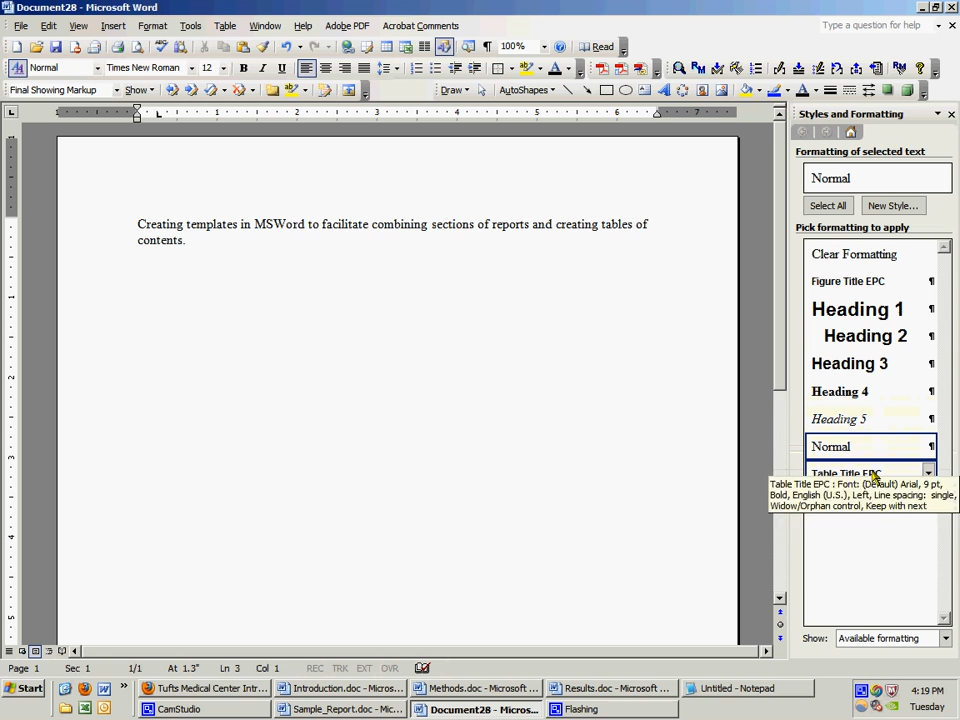 Document28 - Microsoft Word
File Edit View Insert Format Tools Table Window Help Adobe PDF Acrobat Comments
Type a question for help
100% Read
Normal Times New Roman 12 B I U
Final Showing Markup Show Draw AutoShapes
Styles and Formatting
Formatting of selected text
Normal
Select All New Style...
Pick formatting to apply
Clear Formatting
Figure Title EPC
Heading 1
Heading 2
Heading 3
Heading 4
Heading 5
Normal
Table Title EPC
Table Title EPC : Font: (Default) Arial, 9 pt,
Bold, English (U.S.), Left, Line spacing: single,
Widow/Orphan control, Keep with next
Creating templates in MSWord to facilitate combining sections of reports and creating tables of
contents.
Show: Available formatting
Page 1 Sec 1 1/1 At 1.3" Ln 3 Col 1 REC TRK EXT OVR
Start Tufts Medical Center Intr... Introduction.doc - Micros... Methods.doc - Microsoft ... Results.doc - Microsoft ... Untitled - Notepad 4:19 PM
CamStudio Sample_Report.doc - Mic... Document28 - Micros... Flashing Tuesday